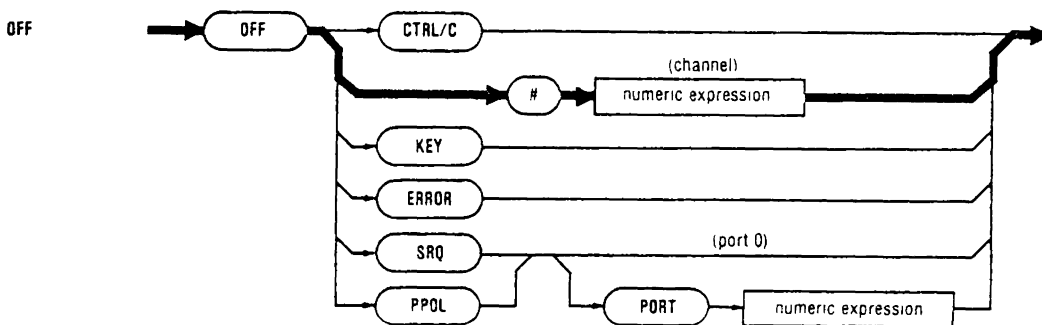 OFF
OFF
CTRL/C
(channel)
# numeric expression
KEY
ERROR
SRQ (port 0)
PPOL PORT numeric expression